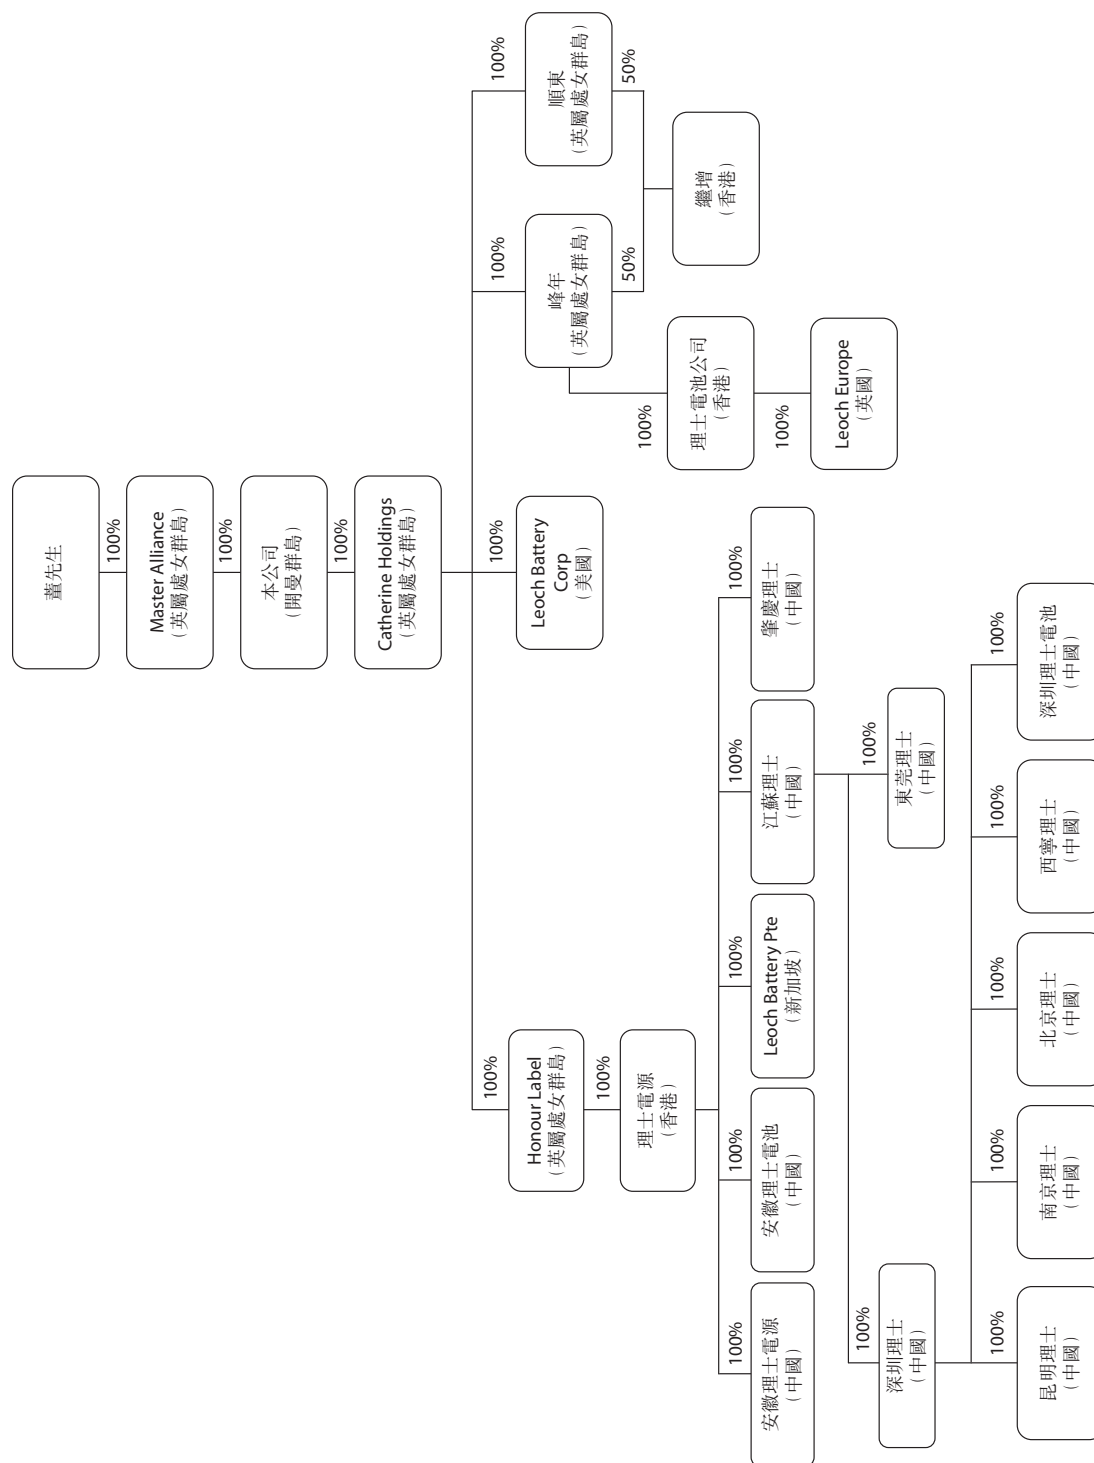 董先生
100%
Master Alliance
（英屬處女群島）
100%
本公司
（開曼群島）
100%
Catherine Holdings
（英屬處女群島）
100%
100%
100%
100%
Honour Label
（英屬處女群島）
Leoch Battery
Corp
（美國）
峰年
（英屬處女群島）
順東
（英屬處女群島）
100%
100%
50%
50%
理士電源
（香港）
理士電池公司
（香港）
繼增
（香港）
100%
100%
100%
100%
100%
100%
安徽理士電源
（中國）
安徽理士電池
（中國）
Leoch Battery Pte
（新加坡）
江蘇理士
（中國）
肇慶理士
（中國）
Leoch Europe
（英國）
100%
100%
深圳理士
（中國）
東莞理士
（中國）
100%
100%
100%
100%
100%
昆明理士
（中國）
南京理士
（中國）
北京理士
（中國）
西寧理士
（中國）
深圳理士電池
（中國）